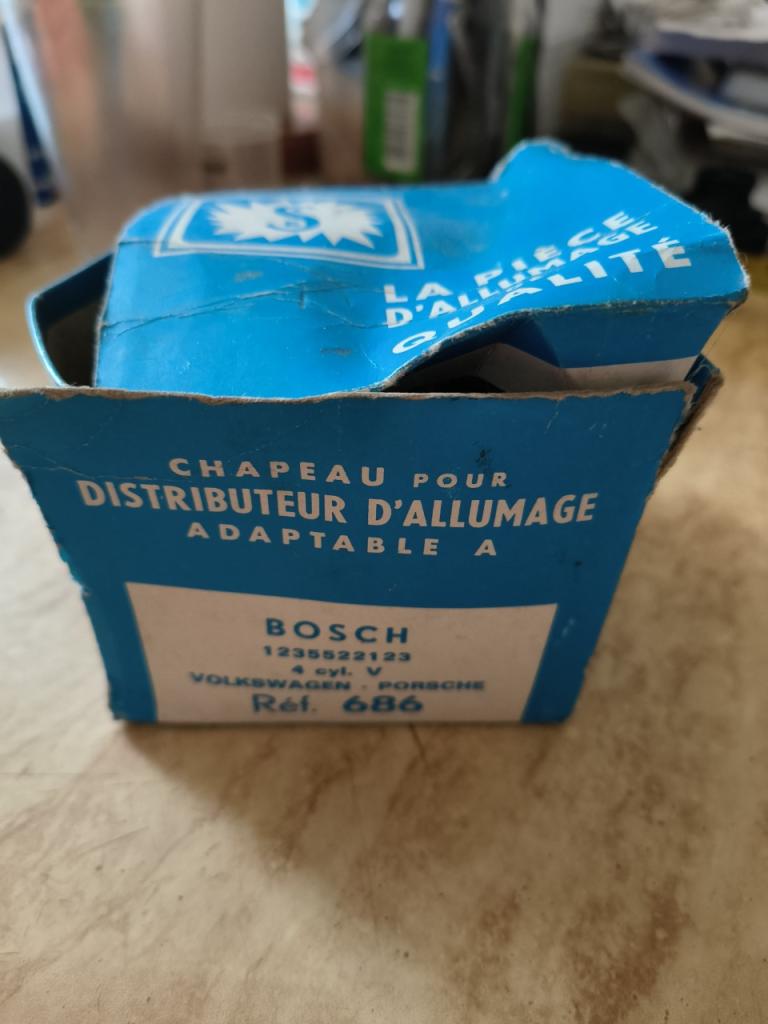 S
LA PIÈCE
D'ALLUMAGE
QUALITÉ
CHAPEAU POUR
DISTRIBUTEUR D'ALLUMAGE
ADAPTABLE A
BOSCH
1235522123
4 cyl. V
VOLKSWAGEN - PORSCHE
Réf. 686